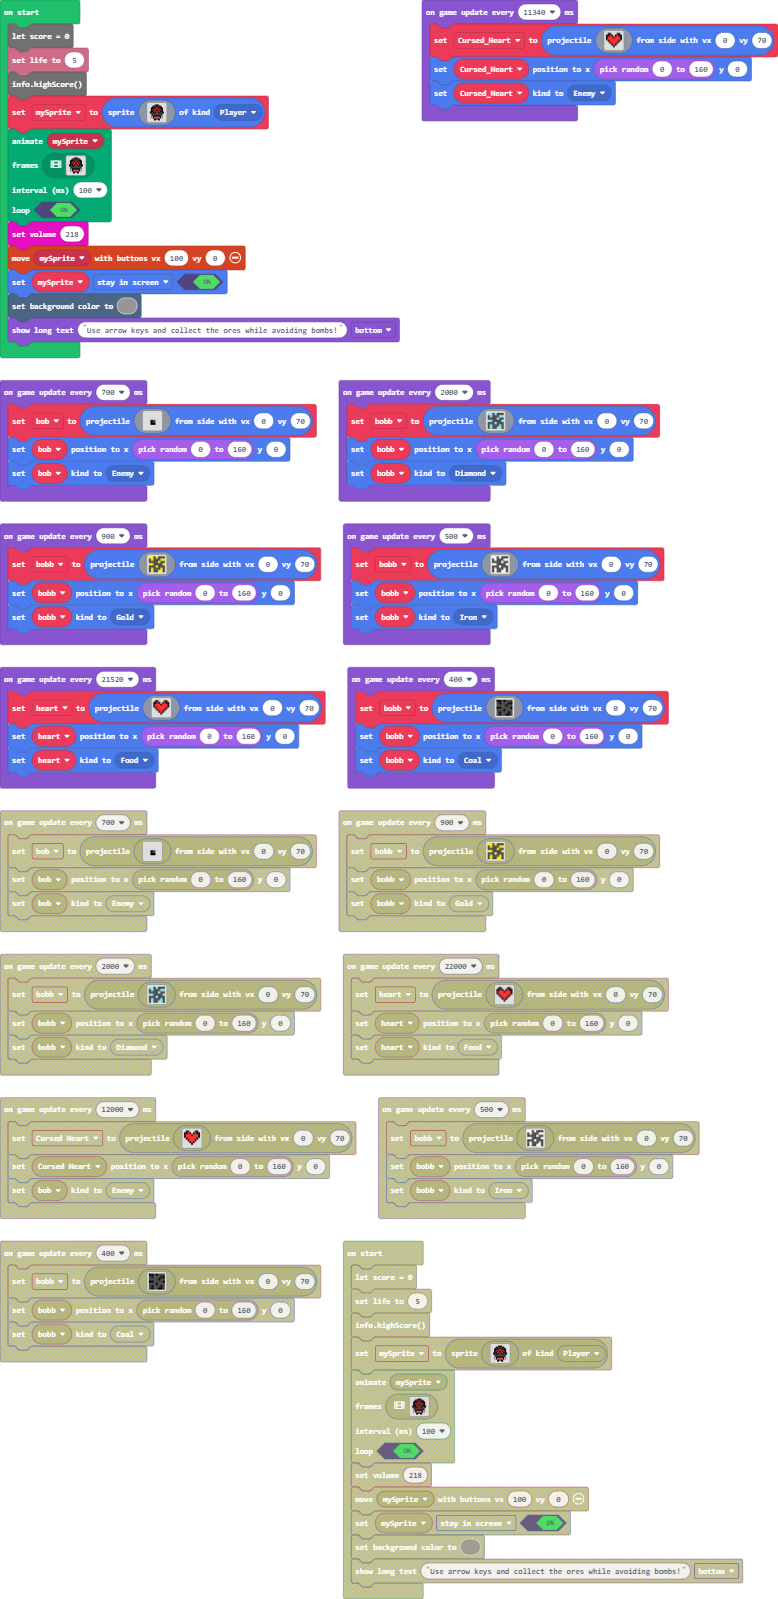 on start
let score = 0
set life to 5
info.highScore()
set mySprite to sprite of kind Player
animate mySprite
frames
interval (ms) 100
loop ON
set volume 218
move mySprite with buttons vx 100 vy 0
set mySprite stay in screen ON
set background color to
show long text "Use arrow keys and collect the ores while avoiding bombs!" bottom
on game update every 11340 ms
set Cursed_Heart to projectile from side with vx 0 vy 70
set Cursed_Heart position to x pick random 0 to 160 y 0
set Cursed_Heart kind to Enemy
on game update every 700 ms
set bob to projectile from side with vx 0 vy 70
set bob position to x pick random 0 to 160 y 0
set bob kind to Enemy
on game update every 2000 ms
set bobb to projectile from side with vx 0 vy 70
set bobb position to x pick random 0 to 160 y 0
set bobb kind to Diamond
on game update every 900 ms
set bobb to projectile from side with vx 0 vy 70
set bobb position to x pick random 0 to 160 y 0
set bobb kind to Gold
on game update every 500 ms
set bobb to projectile from side with vx 0 vy 70
set bobb position to x pick random 0 to 160 y 0
set bobb kind to Iron
on game update every 21520 ms
set heart to projectile from side with vx 0 vy 70
set heart position to x pick random 0 to 160 y 0
set heart kind to Food
on game update every 400 ms
set bobb to projectile from side with vx 0 vy 70
set bobb position to x pick random 0 to 160 y 0
set bobb kind to Coal
on game update every 700 ms
set bob to projectile from side with vx 0 vy 70
set bob position to x pick random 0 to 160 y 0
set bob kind to Enemy
on game update every 900 ms
set bobb to projectile from side with vx 0 vy 70
set bobb position to x pick random 0 to 160 y 0
set bobb kind to Gold
on game update every 2000 ms
set bobb to projectile from side with vx 0 vy 70
set bobb position to x pick random 0 to 160 y 0
set bobb kind to Diamond
on game update every 22000 ms
set heart to projectile from side with vx 0 vy 70
set heart position to x pick random 0 to 160 y 0
set heart kind to Food
on game update every 12000 ms
set Cursed Heart to projectile from side with vx 0 vy 70
set Cursed Heart position to x pick random 0 to 160 y 0
set bob kind to Enemy
on game update every 500 ms
set bobb to projectile from side with vx 0 vy 70
set bobb position to x pick random 0 to 160 y 0
set bobb kind to Iron
on game update every 400 ms
set bobb to projectile from side with vx 0 vy 70
set bobb position to x pick random 0 to 160 y 0
set bobb kind to Coal
on start
let score = 0
set life to 5
info.highScore()
set mySprite to sprite of kind Player
animate mySprite
frames
interval (ms) 100
loop ON
set volume 218
move mySprite with buttons vx 100 vy 0
set mySprite stay in screen ON
set background color to
show long text "Use arrow keys and collect the ores while avoiding bombs!" bottom